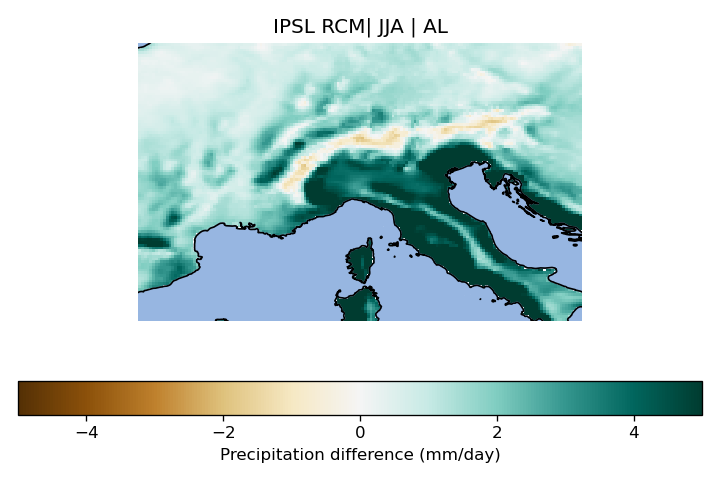 IPSL RCM| JJA | AL
−4 −2 0 2 4
Precipitation difference (mm/day)